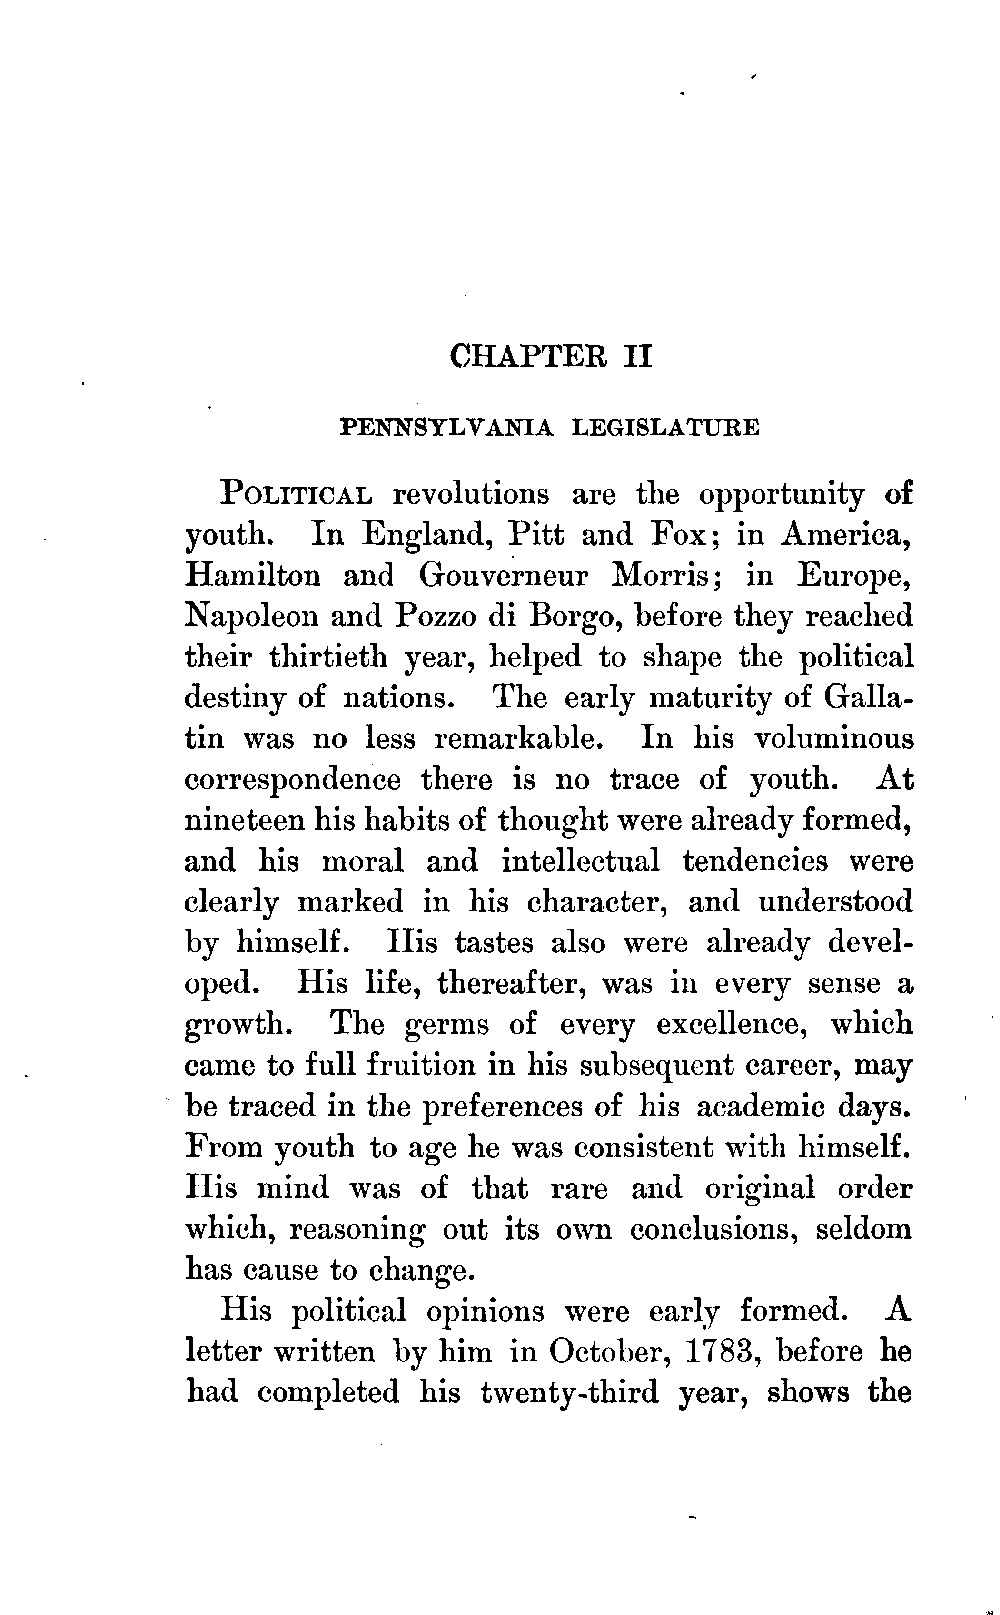 CHAPTER II
PENNSYLVANIA LEGISLATURE
POLITICAL revolutions are the opportunity of
youth. In England, Pitt and Fox; in America,
Hamilton and Gouverneur Morris; in Europe,
Napoleon and Pozzo di Borgo, before they reached
their thirtieth year, helped to shape the political
destiny of nations. The early maturity of Galla-
tin was no less remarkable. In his voluminous
correspondence there is no trace of youth. At
nineteen his habits of thought were already formed,
and his moral and intellectual tendencies were
clearly marked in his character, and understood
by himself. His tastes also were already devel-
oped. His life, thereafter, was in every sense a
growth. The germs of every excellence, which
came to full fruition in his subsequent career, may
be traced in the preferences of his academic days.
From youth to age he was consistent with himself.
His mind was of that rare and original order
which, reasoning out its own conclusions, seldom
has cause to change.
His political opinions were early formed. A
letter written by him in October, 1783, before he
had completed his twenty-third year, shows the